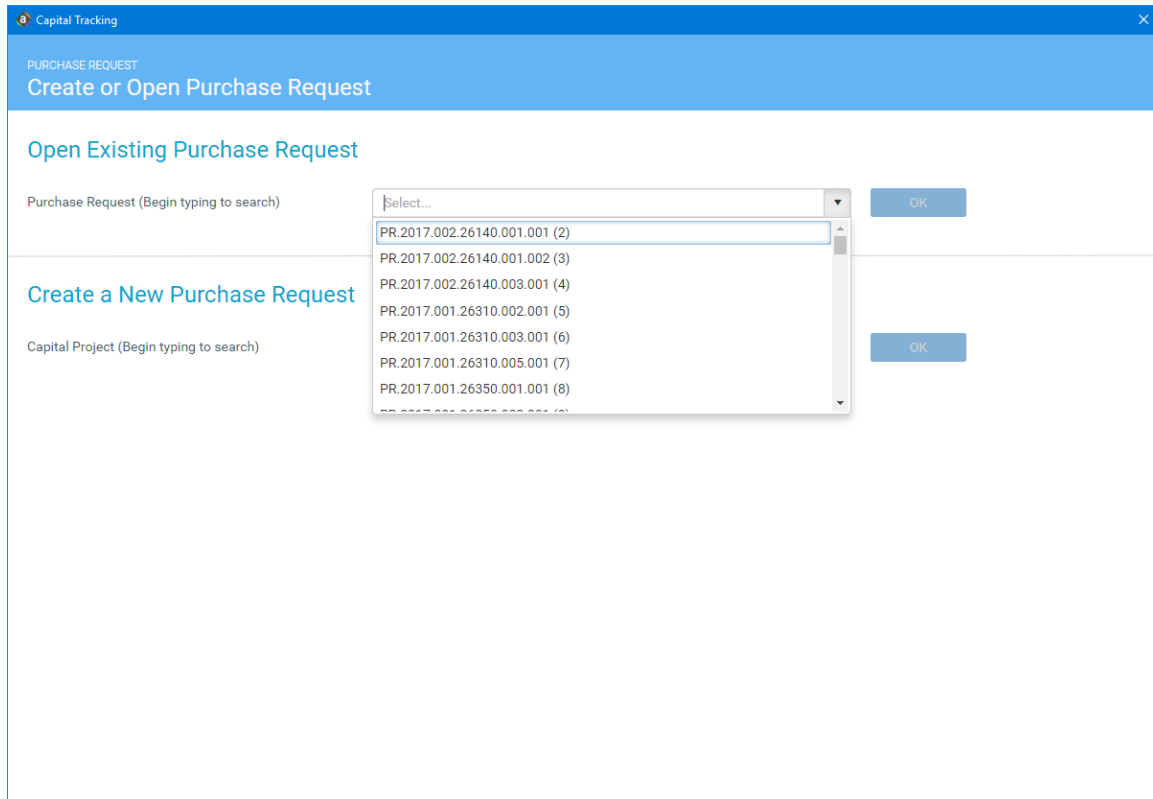 Capital Tracking
PURCHASE REQUEST
Create or Open Purchase Request
Open Existing Purchase Request
Purchase Request (Begin typing to search)
Select...
OK
PR.2017.002.26140.001.001 (2)
PR.2017.002.26140.001.002 (3)
PR.2017.002.26140.003.001 (4)
PR.2017.001.26310.002.001 (5)
PR.2017.001.26310.003.001 (6)
PR.2017.001.26310.005.001 (7)
PR.2017.001.26350.001.001 (8)
Create a New Purchase Request
Capital Project (Begin typing to search)
OK